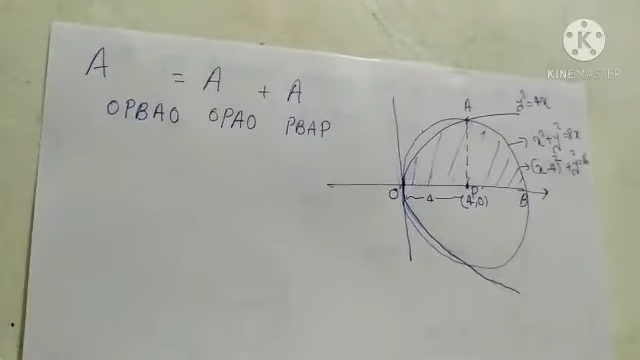 K
KINEMASTER
A = A + A
OPBAO OPAO PBAP
A
y² = 4x
x² + y² = 8x
(x-4)² + y² = 16
O 4 P B
(4,0)